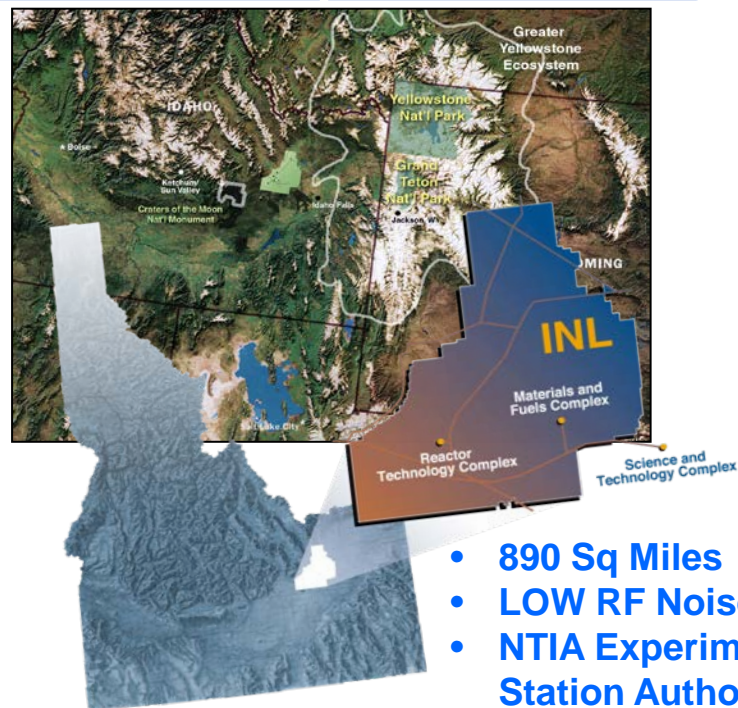 Greater
Yellowstone
Ecosystem
IDAHO
Yellowstone
Nat'l Park
★ Boise
Grand
Teton
Nat'l Park
Ketchum/
Sun Valley
Craters of the Moon
Nat'l Monument
Idaho Falls
Jackson, WY
OMING
INL
Materials and
Fuels Complex
Reactor
Technology Complex
Science and
Technology Complex
Salt Lake City
• 890 Sq Miles
• LOW RF Noise
• NTIA Experim
Station Autho